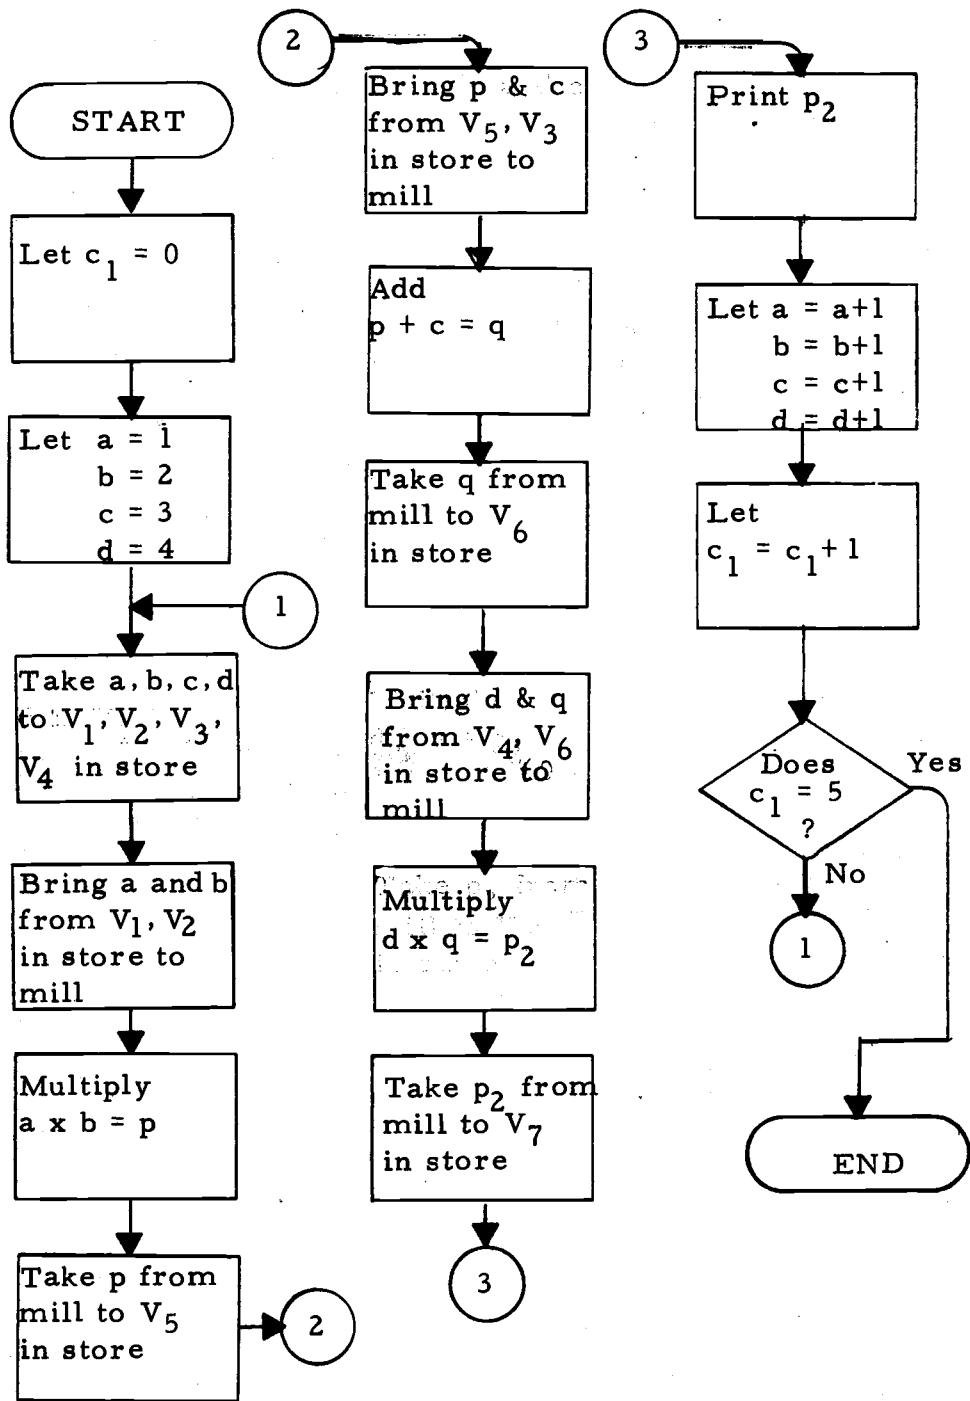 START
Let c₁ = 0
Let a = 1
b = 2
c = 3
d = 4
1
Take a, b, c, d
to V₁, V₂, V₃,
V₄ in store
Bring a and b
from V₁, V₂
in store to
mill
Multiply
a x b = p
Take p from
mill to V₅
in store
2
2
Bring p & c
from V₅, V₃
in store to
mill
Add
p + c = q
Take q from
mill to V₆
in store
Bring d & q
from V₄, V₆
in store to
mill
Multiply
d x q = p₂
Take p₂ from
mill to V₇
in store
3
3
Print p₂
Let a = a+1
b = b+1
c = c+1
d = d+1
Let
c₁ = c₁+ 1
Does
c₁ = 5
?
Yes
No
1
END